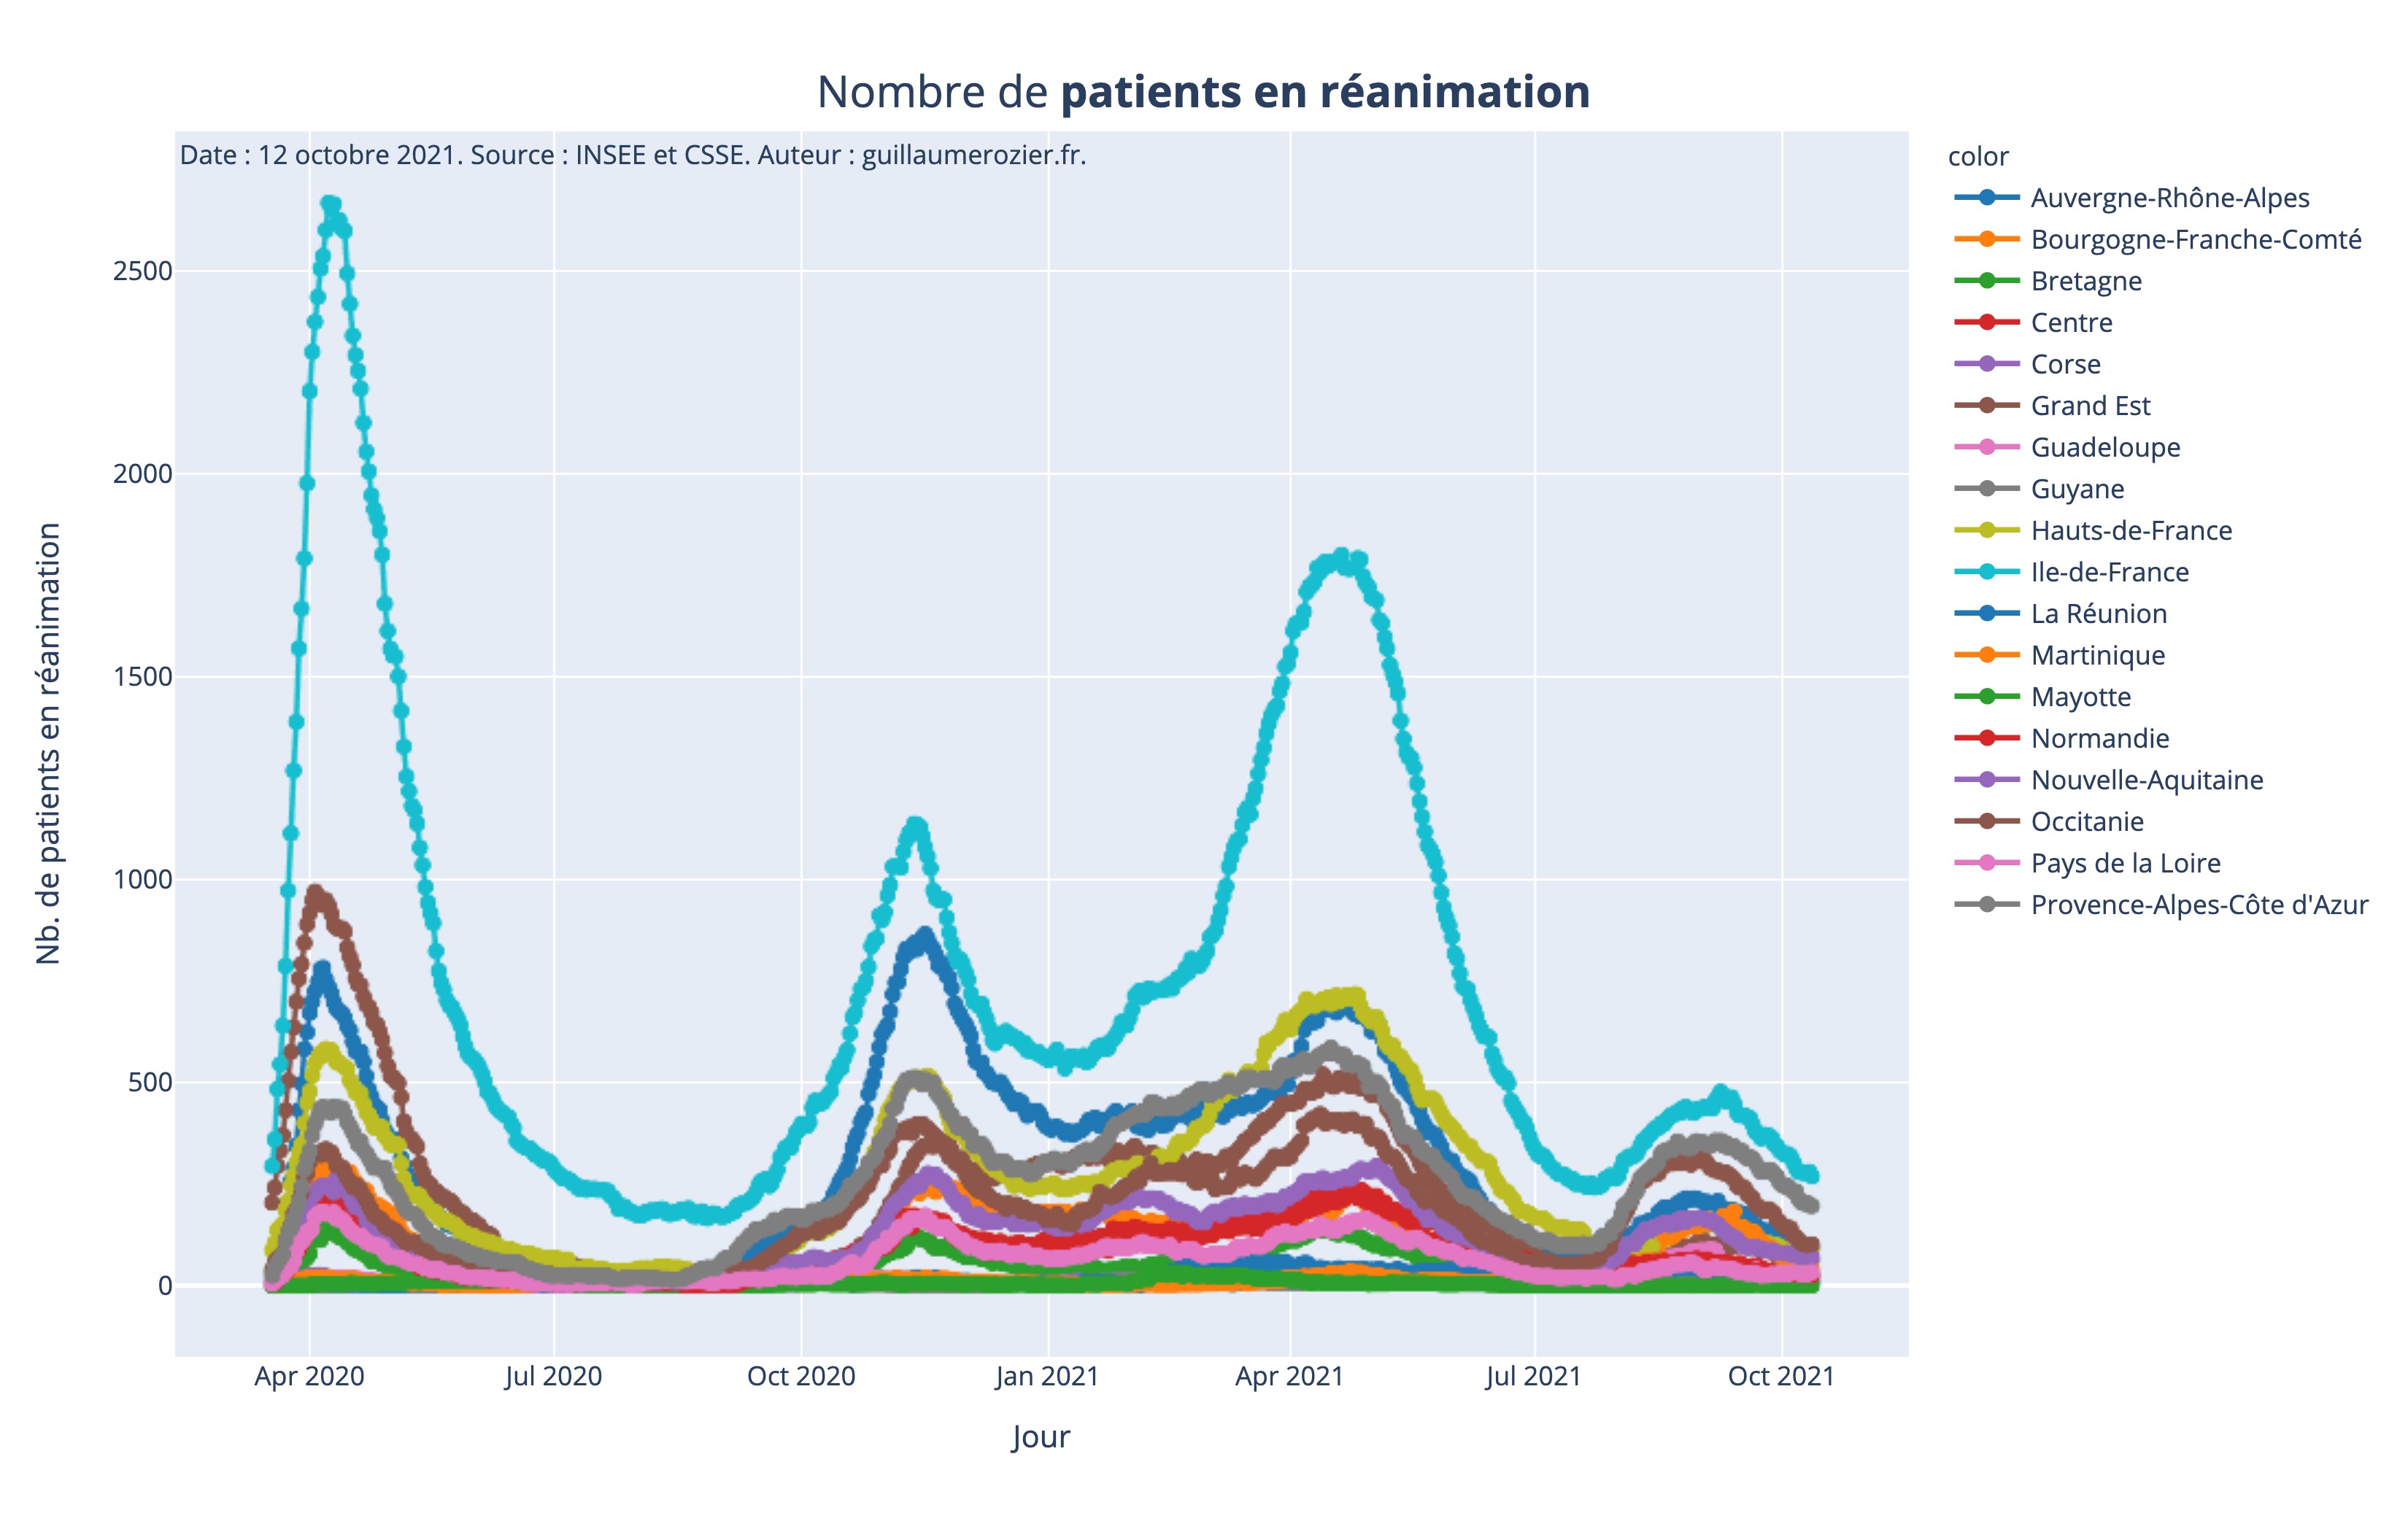 Nombre de patients en réanimation
Date : 12 octobre 2021. Source : INSEE et CSSE. Auteur : guillaumerozier.fr.
color
Auvergne-Rhône-Alpes
Bourgogne-Franche-Comté
Bretagne
Centre
Corse
Grand Est
Guadeloupe
Guyane
Hauts-de-France
Ile-de-France
La Réunion
Martinique
Mayotte
Normandie
Nouvelle-Aquitaine
Occitanie
Pays de la Loire
Provence-Alpes-Côte d'Azur
Nb. de patients en réanimation
2500
2000
1500
1000
500
0
Apr 2020 Jul 2020 Oct 2020 Jan 2021 Apr 2021 Jul 2021 Oct 2021
Jour